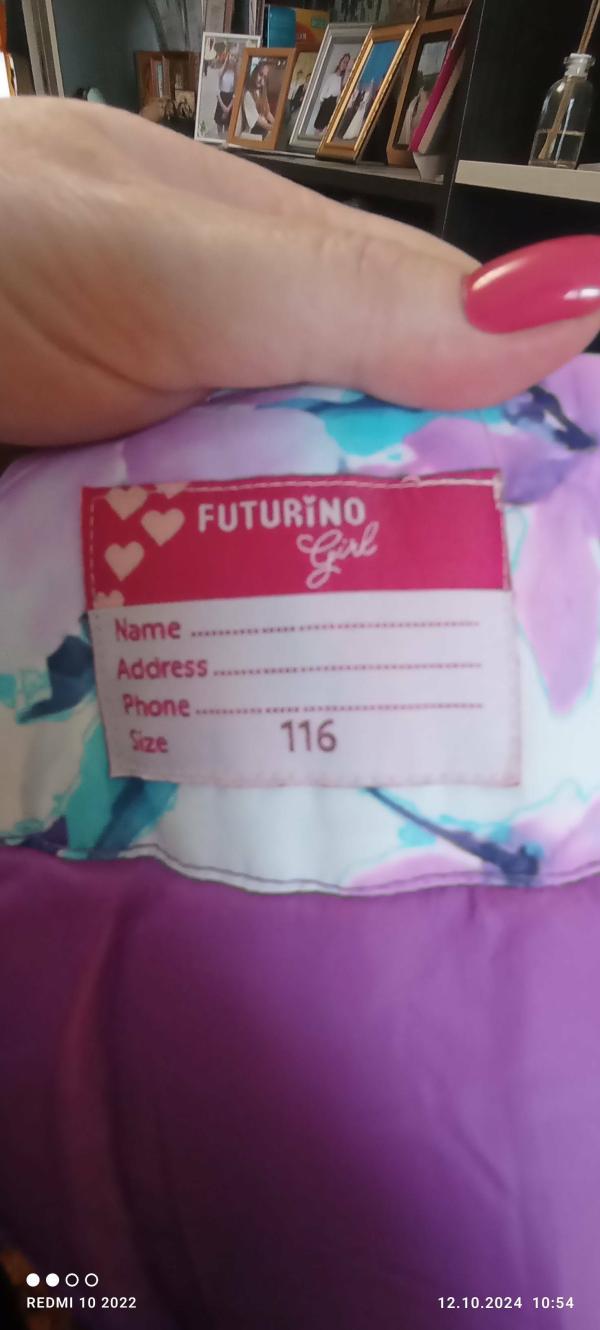 FUTURiNO
Girl
Name ..........................................
Address ......................................
Phone ..........................................
Size 116
REDMI 10 2022
12.10.2024 10:54